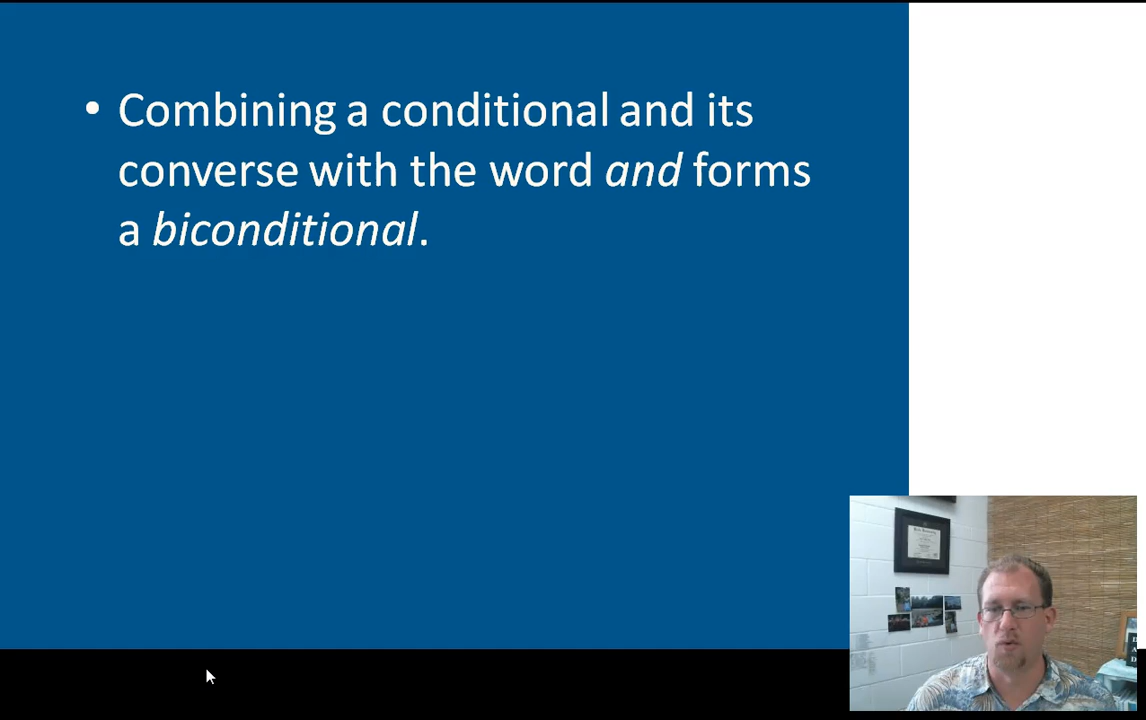 • Combining a conditional and its
converse with the word and forms
a biconditional.